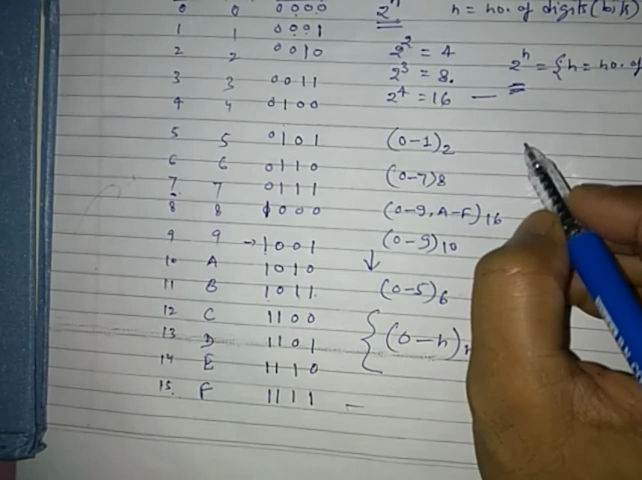 0 0 0000 2^n n = no. of digits (bits)
1 1 0001
2 2 0010 2^2 = 4
3 3 0011 2^3 = 8. 2^n = {n = no. of
4 4 0100 2^4 = 16 —
5 5 0101 (0-1)2
6 6 0110 (0-7)8
7 7 0111
8 8 1000 (0-9, A-F)16
9 9 →1001 (0-9)10
10 A 1010 ↓
11 B 1011 (0-5)6
12 C 1100
13 D 1101 {(0-n)
14 E 1110
15 F 1111 —